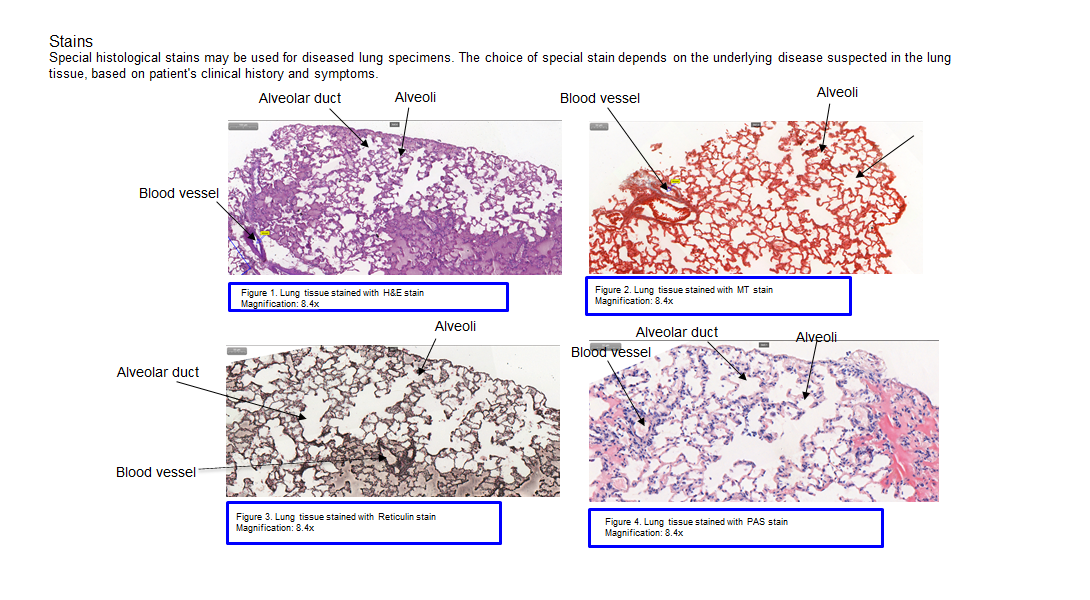 Stains
Special histological stains may be used for diseased lung specimens. The choice of special stain depends on the underlying disease suspected in the lung
tissue, based on patient's clinical history and symptoms.
Alveolar duct
Alveoli
Blood vessel
Figure 1. Lung tissue stained with H&E stain
Magnification: 8.4x
Blood vessel
Alveoli
Figure 2. Lung tissue stained with MT stain
Magnification: 8.4x
Alveoli
Alveolar duct
Blood vessel
Figure 3. Lung tissue stained with Reticulin stain
Magnification: 8.4x
Alveolar duct
Alveoli
Blood vessel
Figure 4. Lung tissue stained with PAS stain
Magnification: 8.4x